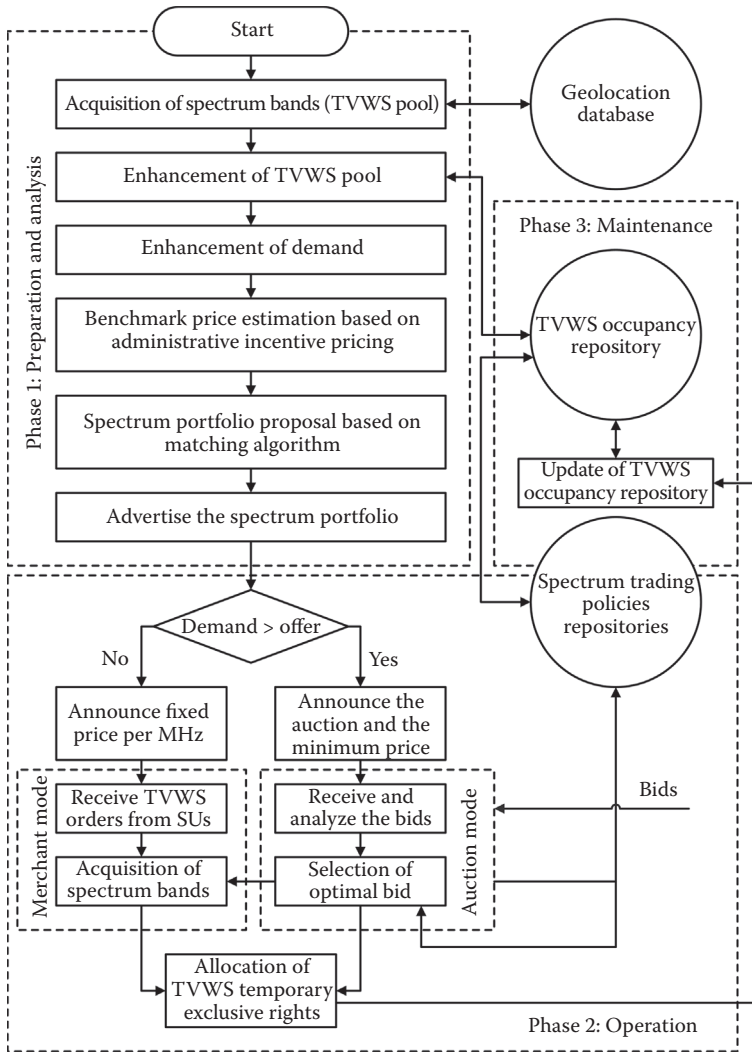 Start
Acquisition of spectrum bands (TVWS pool)
Geolocation
database
Enhancement of TVWS pool
Phase 3: Maintenance
Enhancement of demand
Benchmark price estimation based on
administrative incentive pricing
TVWS occupancy
repository
Phase 1: Preparation and analysis
Spectrum portfolio proposal based on
matching algorithm
Update of TVWS
occupancy repository
Advertise the spectrum portfolio
Spectrum trading
policies
repositories
Demand > offer
No
Yes
Announce fixed
price per MHz
Announce the
auction and the
minimum price
Merchant mode
Receive TVWS
orders from SUs
Receive and
analyze the bids
Auction mode
Bids
Acquisition of
spectrum bands
Selection of
optimal bid
Allocation of
TVWS temporary
exclusive rights
Phase 2: Operation